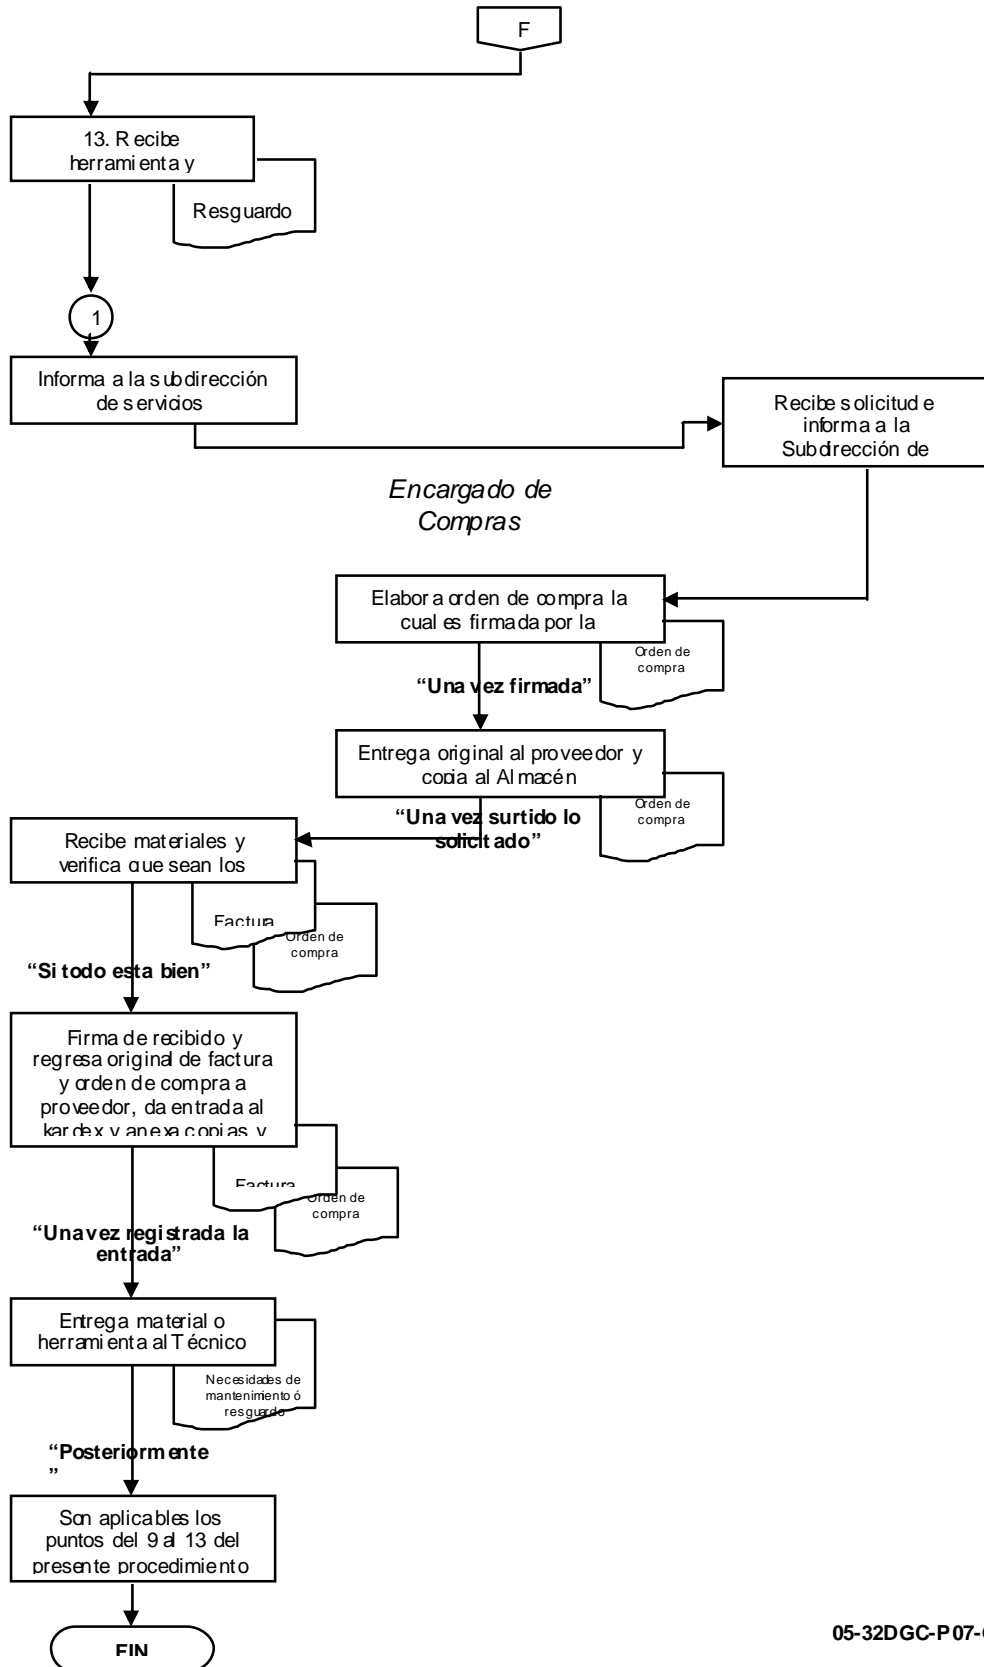 F
13. Recibe
herramienta y
Resguardo
1
Informa a la subdirección
de servicios
Recibe solicitud e
informa a la
Subdirección de
Encargado de
Compras
Elabora orden de compra la
cual es firmada por la
Orden de
compra
“Una vez firmada”
Entrega original al proveedor y
copia al Almacén
Orden de
compra
“Una vez surtido lo
solicitado”
Recibe materiales y
verifica que sean los
Factura
Orden de
compra
“Si todo esta bien”
Firma de recibido y
regresa original de factura
y orden de compra a
proveedor, da entrada al
kardex y anexa copias y
Factura
Orden de
compra
“Una vez registrada la
entrada”
Entrega material o
herramienta al Técnico
Necesidades de
mantenimiento ó
resguardo
“Posteriormente
”
Son aplicables los
puntos del 9 al 13 del
presente procedimiento
FIN
05-32DGC-P07-